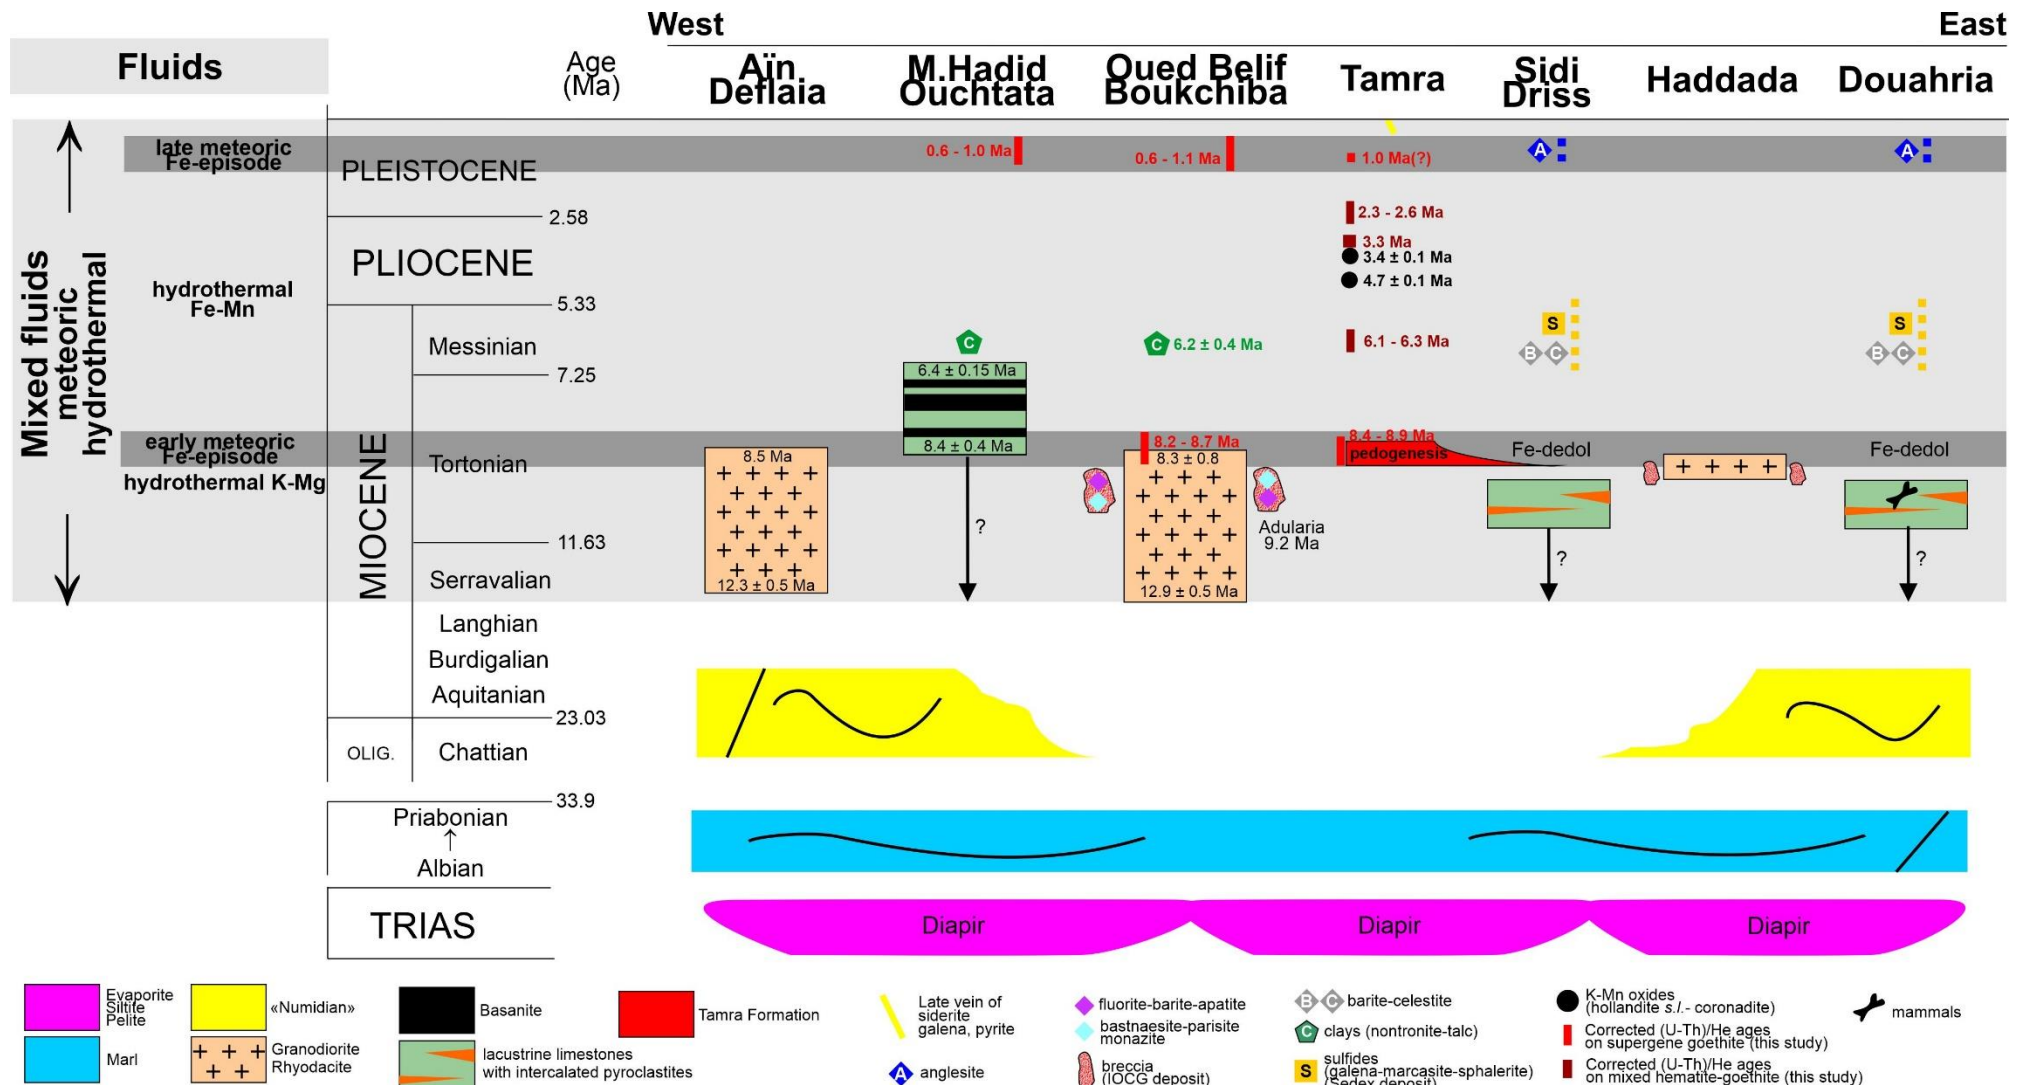 West
East
Fluids
Age
(Ma)
Aïn
Deflaia
M.Hadid
Ouchtata
Oued Belif
Boukchiba
Tamra
Sidi
Driss
Haddada
Douahria
late meteoric
Fe-episode
PLEISTOCENE
0.6 - 1.0 Ma
0.6 - 1.1 Ma
1.0 Ma(?)
A
A
2.58
2.3 - 2.6 Ma
Mixed fluids
meteoric
hydrothermal
PLIOCENE
3.3 Ma
3.4 ± 0.1 Ma
4.7 ± 0.1 Ma
hydrothermal
Fe-Mn
5.33
MIOCENE
Messinian
C
C
6.2 ± 0.4 Ma
6.1 - 6.3 Ma
S
B C
S
B C
7.25
6.4 ± 0.15 Ma
early meteoric
Fe-episode
hydrothermal K-Mg
Tortonian
8.5 Ma
8.4 ± 0.4 Ma
8.2 - 8.7 Ma
8.3 ± 0.8
8.4 - 8.9 Ma
pedogenesis
Fe-dedol
Fe-dedol
?
Adularia
9.2 Ma
11.63
?
?
Serravalian
12.3 ± 0.5 Ma
12.9 ± 0.5 Ma
Langhian
Burdigalian
Aquitanian
23.03
OLIG.
Chattian
33.9
Priabonian
↑
Albian
TRIAS
Diapir
Diapir
Diapir
Evaporite
Siltite
Pelite
Marl
«Numidian»
Granodiorite
Rhyodacite
Basanite
lacustrine limestones
with intercalated pyroclastites
Tamra Formation
Late vein of
siderite
galena, pyrite
A anglesite
fluorite-barite-apatite
bastnaesite-parisite
monazite
breccia
(IOCG deposit)
B C barite-celestite
C clays (nontronite-talc)
S sulfides
(galena-marcasite-sphalerite)
(Sedex deposit)
K-Mn oxides
(hollandite s.l.- coronadite)
Corrected (U-Th)/He ages
on supergene goethite (this study)
Corrected (U-Th)/He ages
on mixed hematite-goethite (this study)
mammals